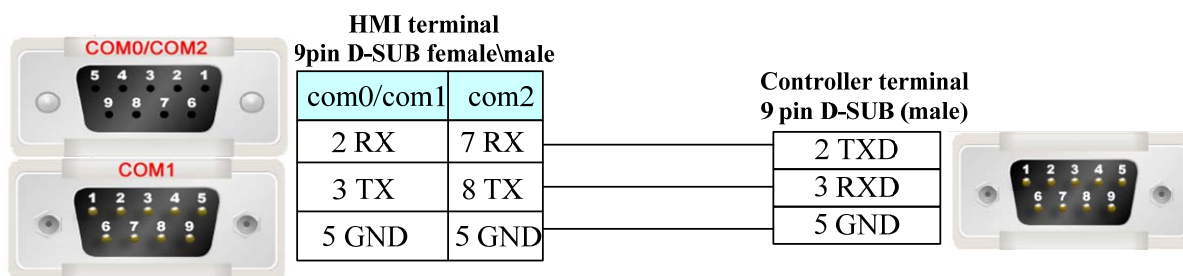 HMI terminal
9pin D-SUB female\male
COM0/COM2
5 4 3 2 1
9 8 7 6
COM1
1 2 3 4 5
6 7 8 9
com0/com1 com2
2 RX 7 RX
3 TX 8 TX
5 GND 5 GND
Controller terminal
9 pin D-SUB (male)
2 TXD
3 RXD
5 GND
1 2 3 4 5
6 7 8 9